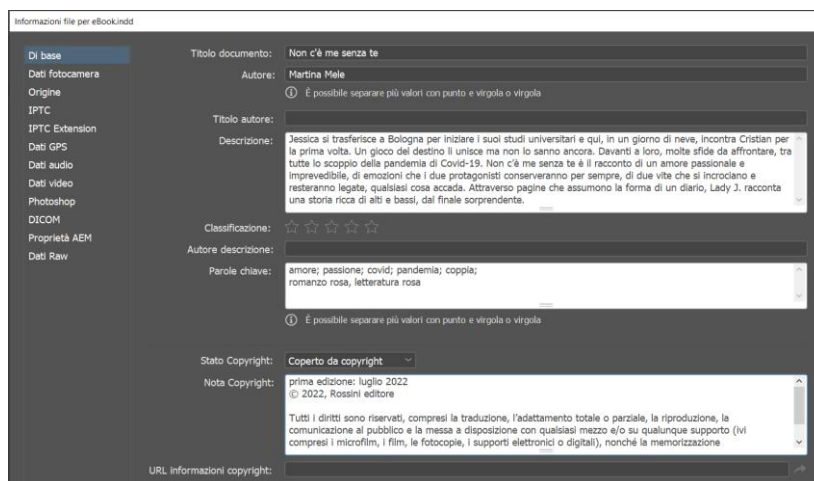 Informazioni file per eBook.indd
Di base
Dati fotocamera
Origine
IPTC
IPTC Extension
Dati GPS
Dati audio
Dati video
Photoshop
DICOM
Proprietà AEM
Dati Raw
Titolo documento: Non c'è me senza te
Autore: Martina Mele
È possibile separare più valori con punto e virgola o virgola
Titolo autore:
Descrizione: Jessica si trasferisce a Bologna per iniziare i suoi studi universitari e qui, in un giorno di neve, incontra Cristian per
la prima volta. Un gioco del destino li unisce ma non lo sanno ancora. Davanti a loro, molte sfide da affrontare, tra
tutte lo scoppio della pandemia di Covid-19. Non c'è me senza te è il racconto di un amore passionale e
imprevedibile, di emozioni che i due protagonisti conserveranno per sempre, di due vite che si incrociano e
resteranno legate, qualsiasi cosa accada. Attraverso pagine che assumono la forma di un diario, Lady J. racconta
una storia ricca di alti e bassi, dal finale sorprendente.
Classificazione:
Autore descrizione:
Parole chiave: amore; passione; covid; pandemia; coppia;
romanzo rosa, letteratura rosa
È possibile separare più valori con punto e virgola o virgola
Stato Copyright: Coperto da copyright
Nota Copyright: prima edizione: luglio 2022
© 2022, Rossini editore
Tutti i diritti sono riservati, compresi la traduzione, l'adattamento totale o parziale, la riproduzione, la
comunicazione al pubblico e la messa a disposizione con qualsiasi mezzo e/o su qualunque supporto (ivi
compresi i microfilm, i film, le fotocopie, i supporti elettronici o digitali), nonché la memorizzazione
URL informazioni copyright: